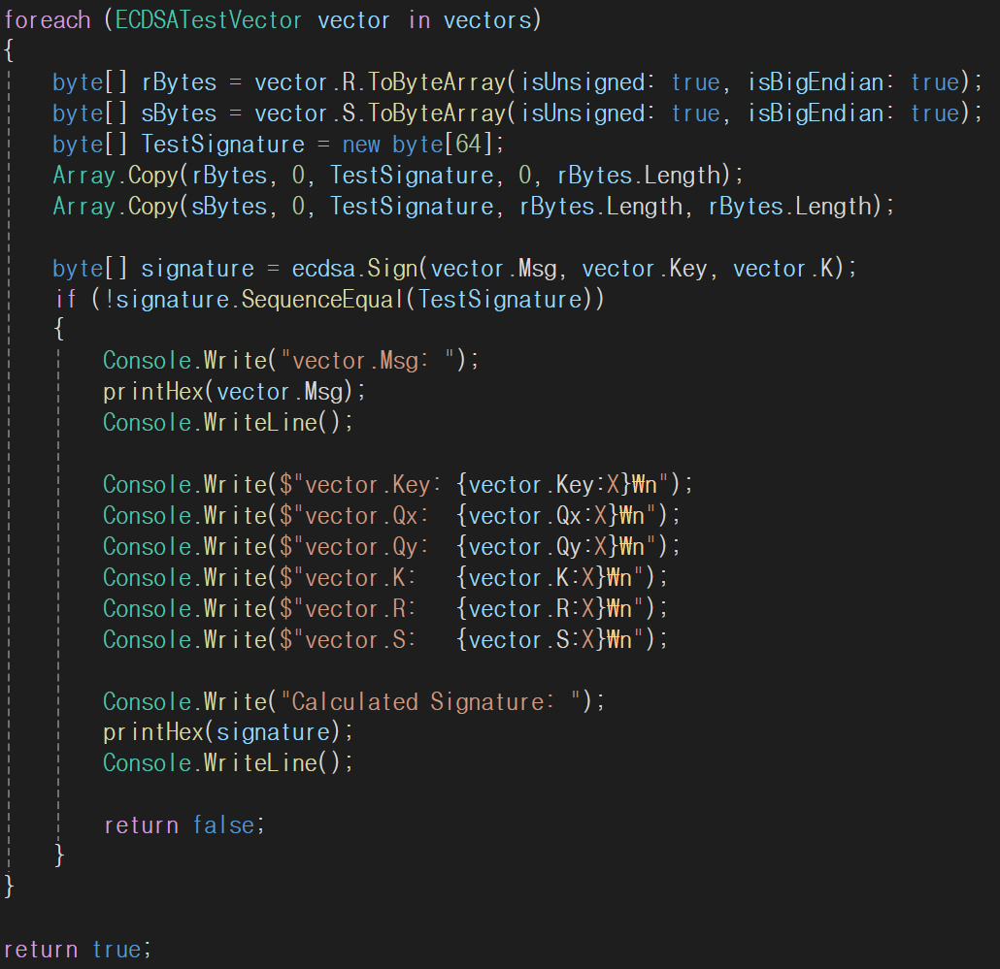 foreach (ECDSATestVector vector in vectors)
{
    byte[] rBytes = vector.R.ToByteArray(isUnsigned: true, isBigEndian: true);
    byte[] sBytes = vector.S.ToByteArray(isUnsigned: true, isBigEndian: true);
    byte[] TestSignature = new byte[64];
    Array.Copy(rBytes, 0, TestSignature, 0, rBytes.Length);
    Array.Copy(sBytes, 0, TestSignature, rBytes.Length, rBytes.Length);

    byte[] signature = ecdsa.Sign(vector.Msg, vector.Key, vector.K);
    if (!signature.SequenceEqual(TestSignature))
    {
        Console.Write("vector.Msg: ");
        printHex(vector.Msg);
        Console.WriteLine();

        Console.Write($"vector.Key: {vector.Key:X}₩n");
        Console.Write($"vector.Qx:  {vector.Qx:X}₩n");
        Console.Write($"vector.Qy:  {vector.Qy:X}₩n");
        Console.Write($"vector.K:   {vector.K:X}₩n");
        Console.Write($"vector.R:   {vector.R:X}₩n");
        Console.Write($"vector.S:   {vector.S:X}₩n");

        Console.Write("Calculated Signature: ");
        printHex(signature);
        Console.WriteLine();

        return false;
    }
}

return true;